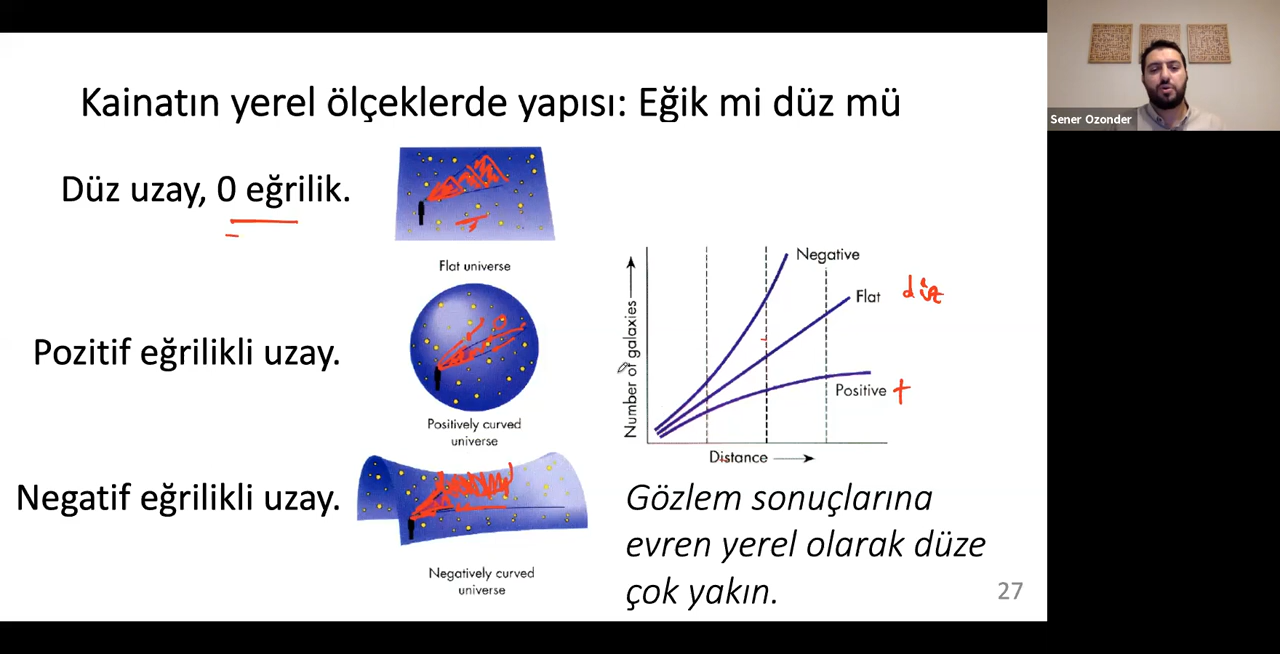 Kainatın yerel ölçeklerde yapısı: Eğik mi düz mü
Sener Ozonder
Düz uzay, 0 eğrilik.
Flat universe
Pozitif eğrilikli uzay.
Positively curved
universe
Negatif eğrilikli uzay.
Negatively curved
universe
Number of galaxies
Negative
Flat düz
Positive +
Distance
Gözlem sonuçlarına
evren yerel olarak düze
çok yakın.
27